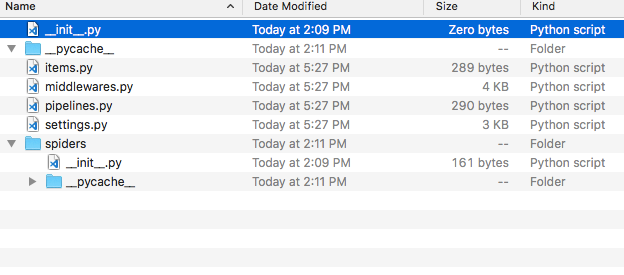 Name Date Modified Size Kind
__init__.py Today at 2:09 PM Zero bytes Python script
__pycache__ Today at 2:11 PM -- Folder
items.py Today at 5:27 PM 289 bytes Python script
middlewares.py Today at 5:27 PM 4 KB Python script
pipelines.py Today at 5:27 PM 290 bytes Python script
settings.py Today at 5:27 PM 3 KB Python script
spiders Today at 2:11 PM -- Folder
__init__.py Today at 2:09 PM 161 bytes Python script
__pycache__ Today at 2:11 PM -- Folder